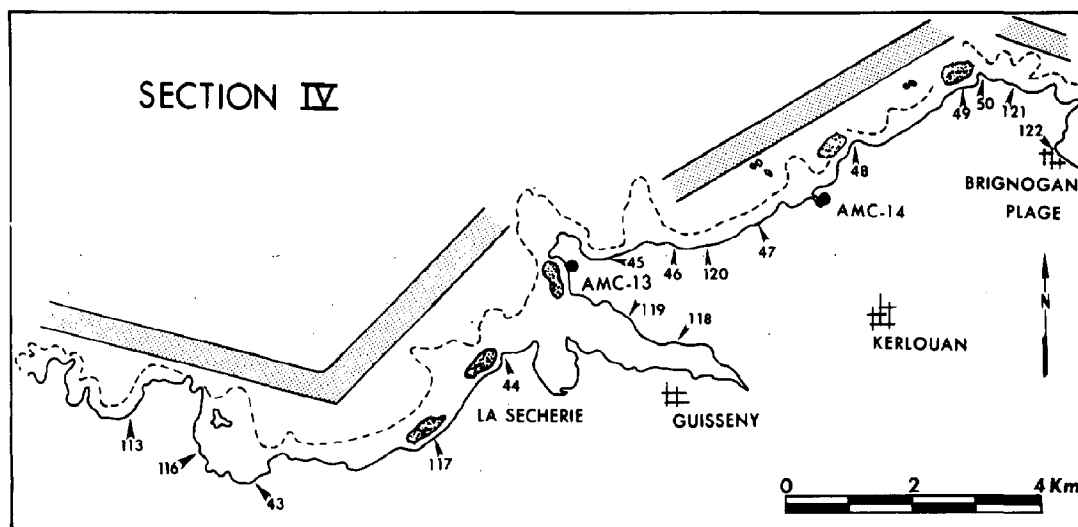 SECTION IV
49
50
121
122
BRIGNOGAN
PLAGE
48
AMC-14
47
45
46
120
AMC-13
119
118
N
KERLOUAN
44
LA SECHERIE
GUISSENY
113
116
43
117
0 2 4 Km